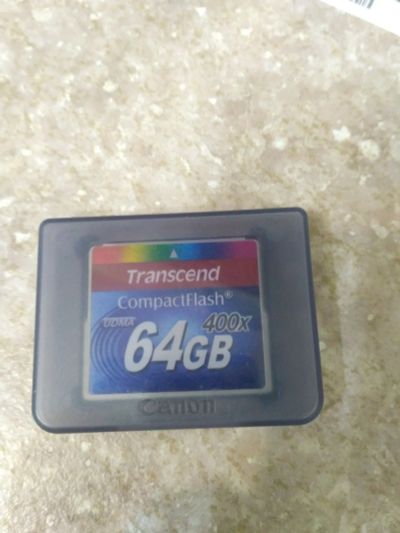 Transcend
CompactFlash®
UDMA 400x
64GB
Canon